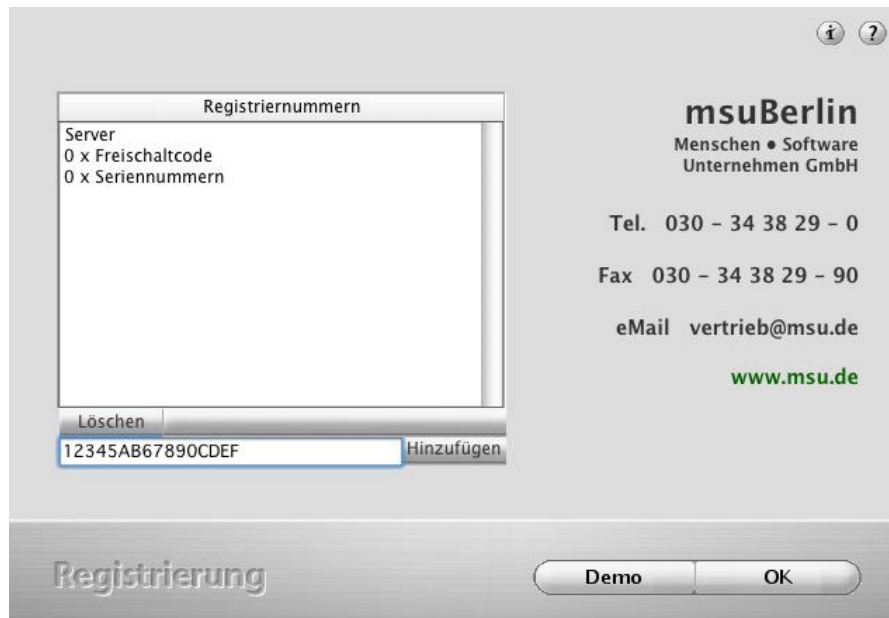 i ?
Registriernummern
Server
0 x Freischaltcode
0 x Seriennummern
Löschen
12345AB67890CDEF
Hinzufügen
msuBerlin
Menschen ● Software
Unternehmen GmbH
Tel. 030 – 34 38 29 – 0
Fax 030 – 34 38 29 – 90
eMail vertrieb@msu.de
www.msu.de
Registrierung
Demo
OK